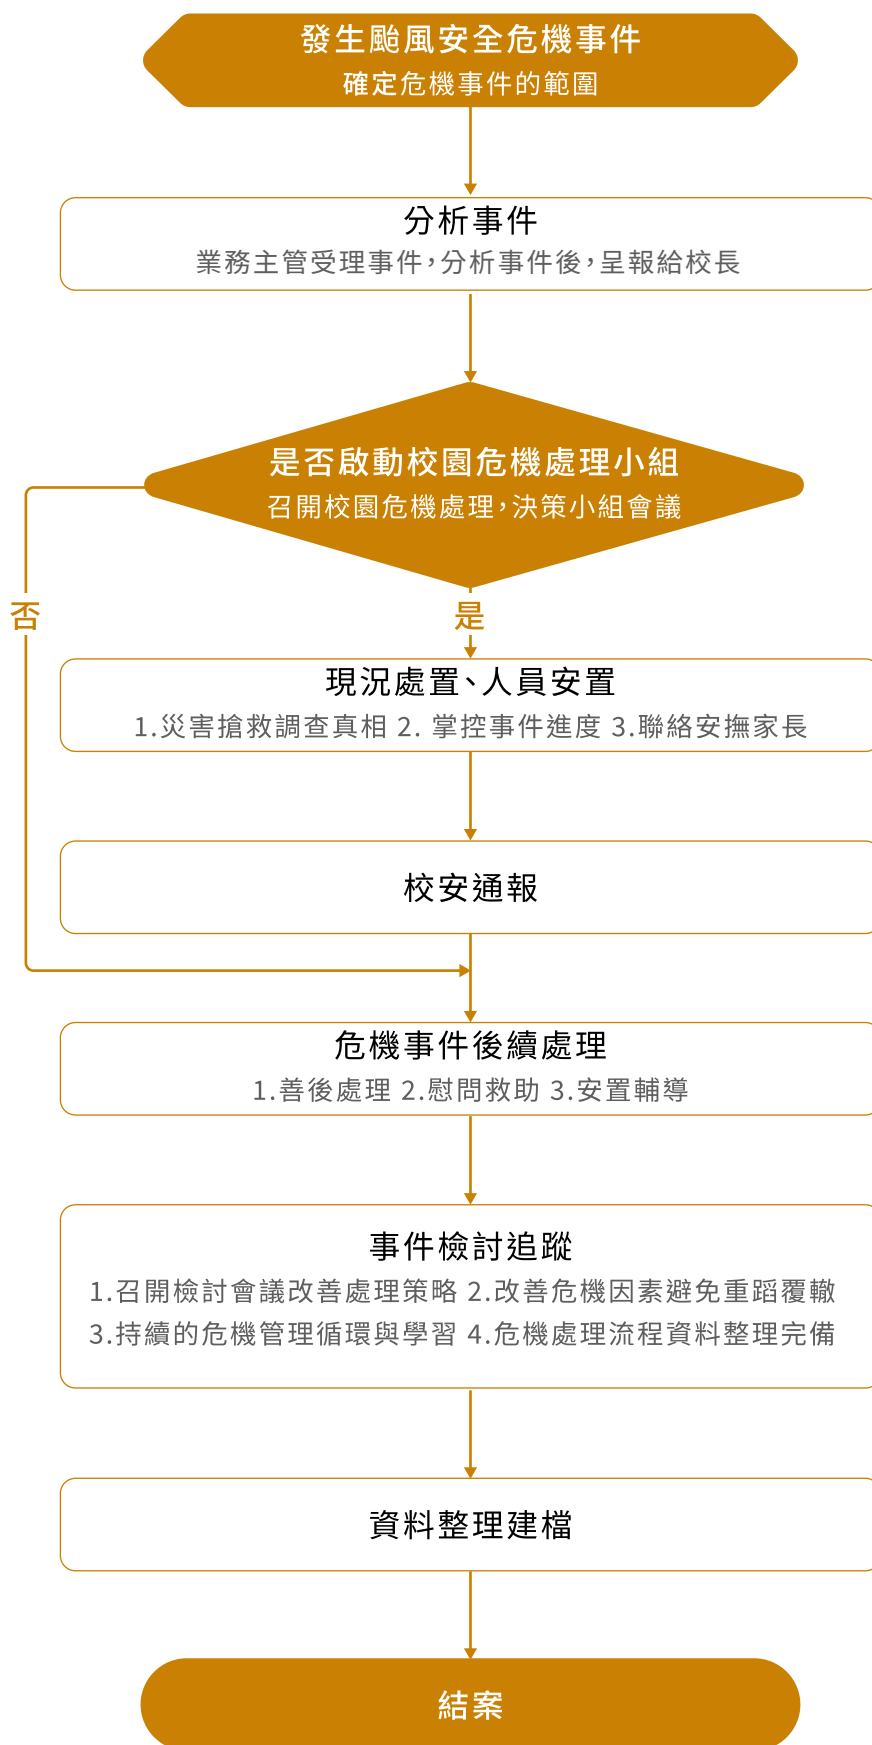 發生颱風安全危機事件
確定危機事件的範圍
分析事件
業務主管受理事件，分析事件後，呈報給校長
是否啟動校園危機處理小組
召開校園危機處理，決策小組會議
否
是
現況處置、人員安置
1.災害搶救調查真相 2. 掌控事件進度 3.聯絡安撫家長
校安通報
危機事件後續處理
1.善後處理 2.慰問救助 3.安置輔導
事件檢討追蹤
1.召開檢討會議改善處理策略 2.改善危機因素避免重蹈覆轍
3.持續的危機管理循環與學習 4.危機處理流程資料整理完備
資料整理建檔
結案